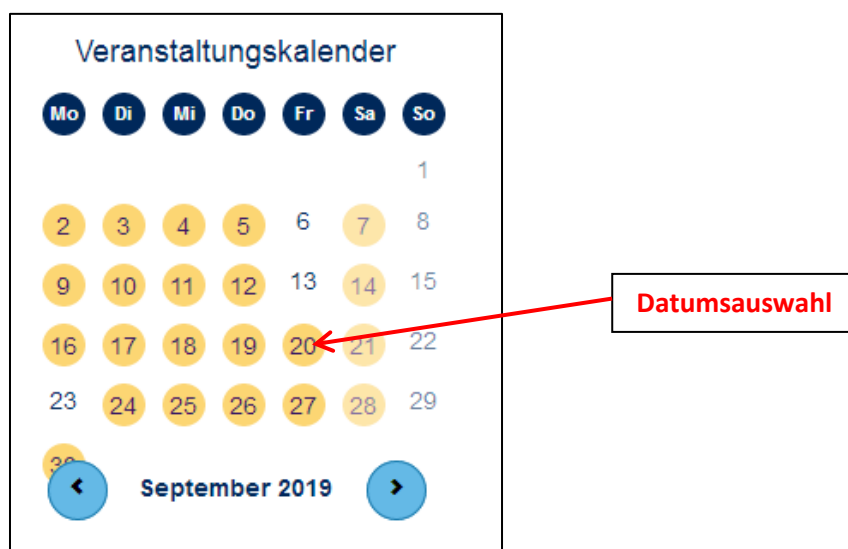 Veranstaltungskalender
Mo Di Mi Do Fr Sa So
1
2 3 4 5 6 7 8
9 10 11 12 13 14 15
Datumsauswahl
16 17 18 19 20 21 22
23 24 25 26 27 28 29
30
September 2019